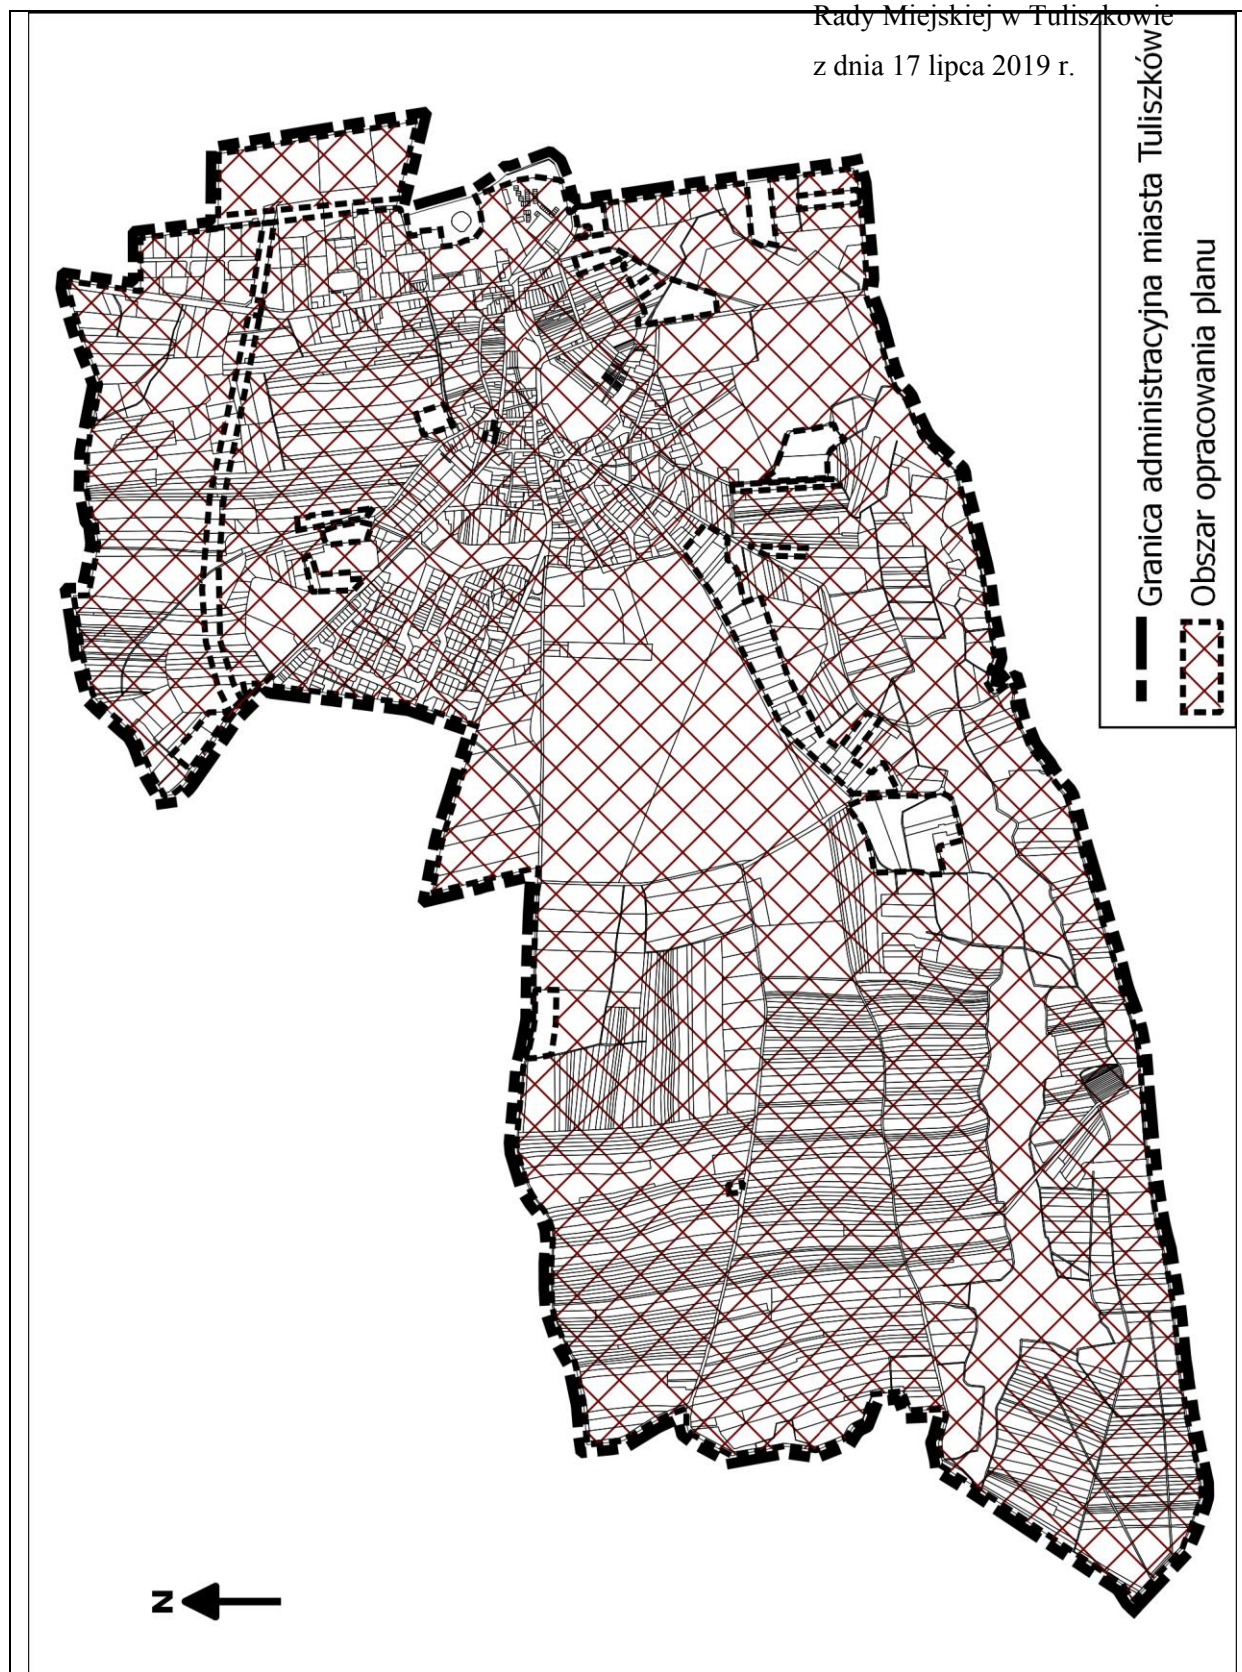 Rady Miejskiej w Tuliszkowie
z dnia 17 lipca 2019 r.
Granica administracyjna miasta Tuliszków
Obszar opracowania planu
N